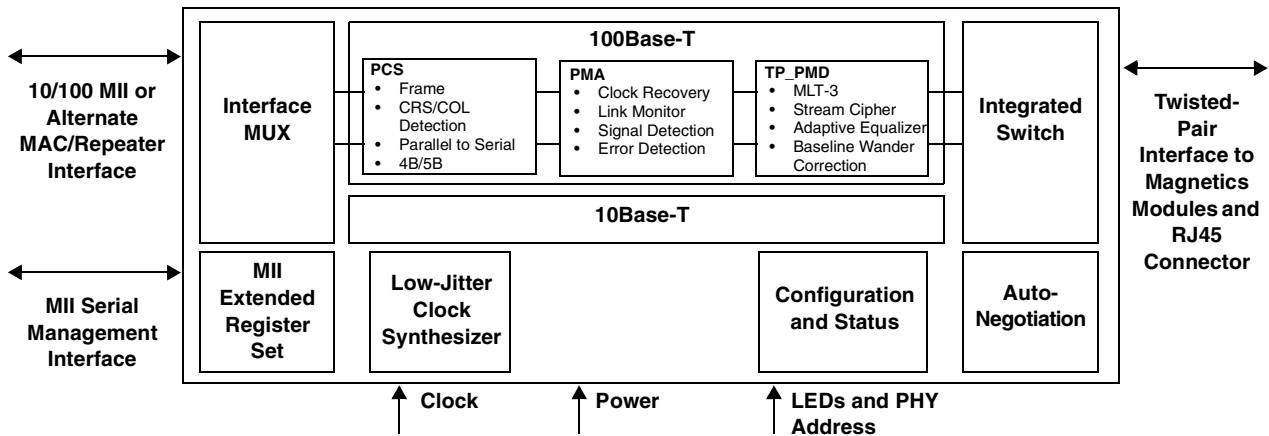 100Base-T
10/100 MII or
Alternate
MAC/Repeater
Interface
Interface
MUX
PCS
• Frame
• CRS/COL
Detection
• Parallel to Serial
• 4B/5B
PMA
• Clock Recovery
• Link Monitor
• Signal Detection
• Error Detection
TP_PMD
• MLT-3
• Stream Cipher
• Adaptive Equalizer
• Baseline Wander
Correction
Integrated
Switch
Twisted-
Pair
Interface to
Magnetics
Modules and
RJ45
Connector
10Base-T
MII Serial
Management
Interface
MII
Extended
Register
Set
Low-Jitter
Clock
Synthesizer
Configuration
and Status
Auto-
Negotiation
Clock
Power
LEDs and PHY
Address